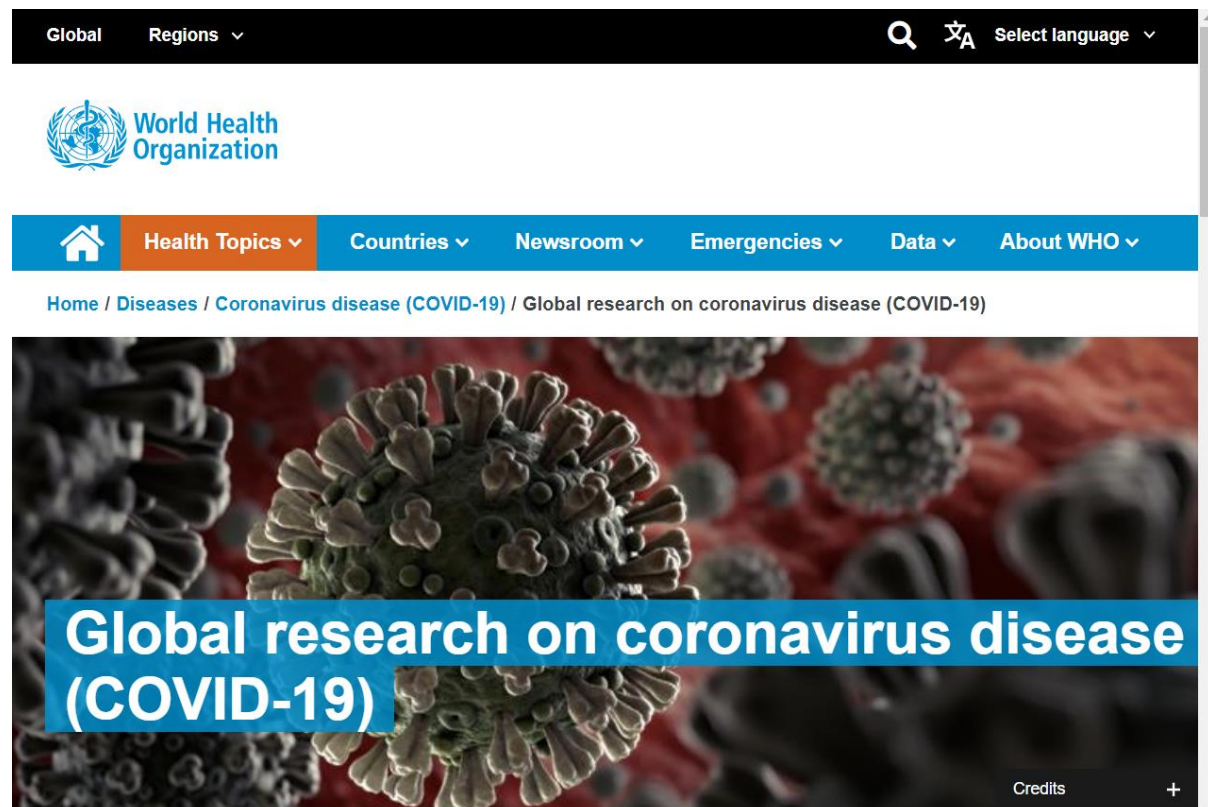 Global Regions Select language
World Health
Organization
Health Topics Countries Newsroom Emergencies Data About WHO
Home / Diseases / Coronavirus disease (COVID-19) / Global research on coronavirus disease (COVID-19)
Global research on coronavirus disease
(COVID-19)
Credits +